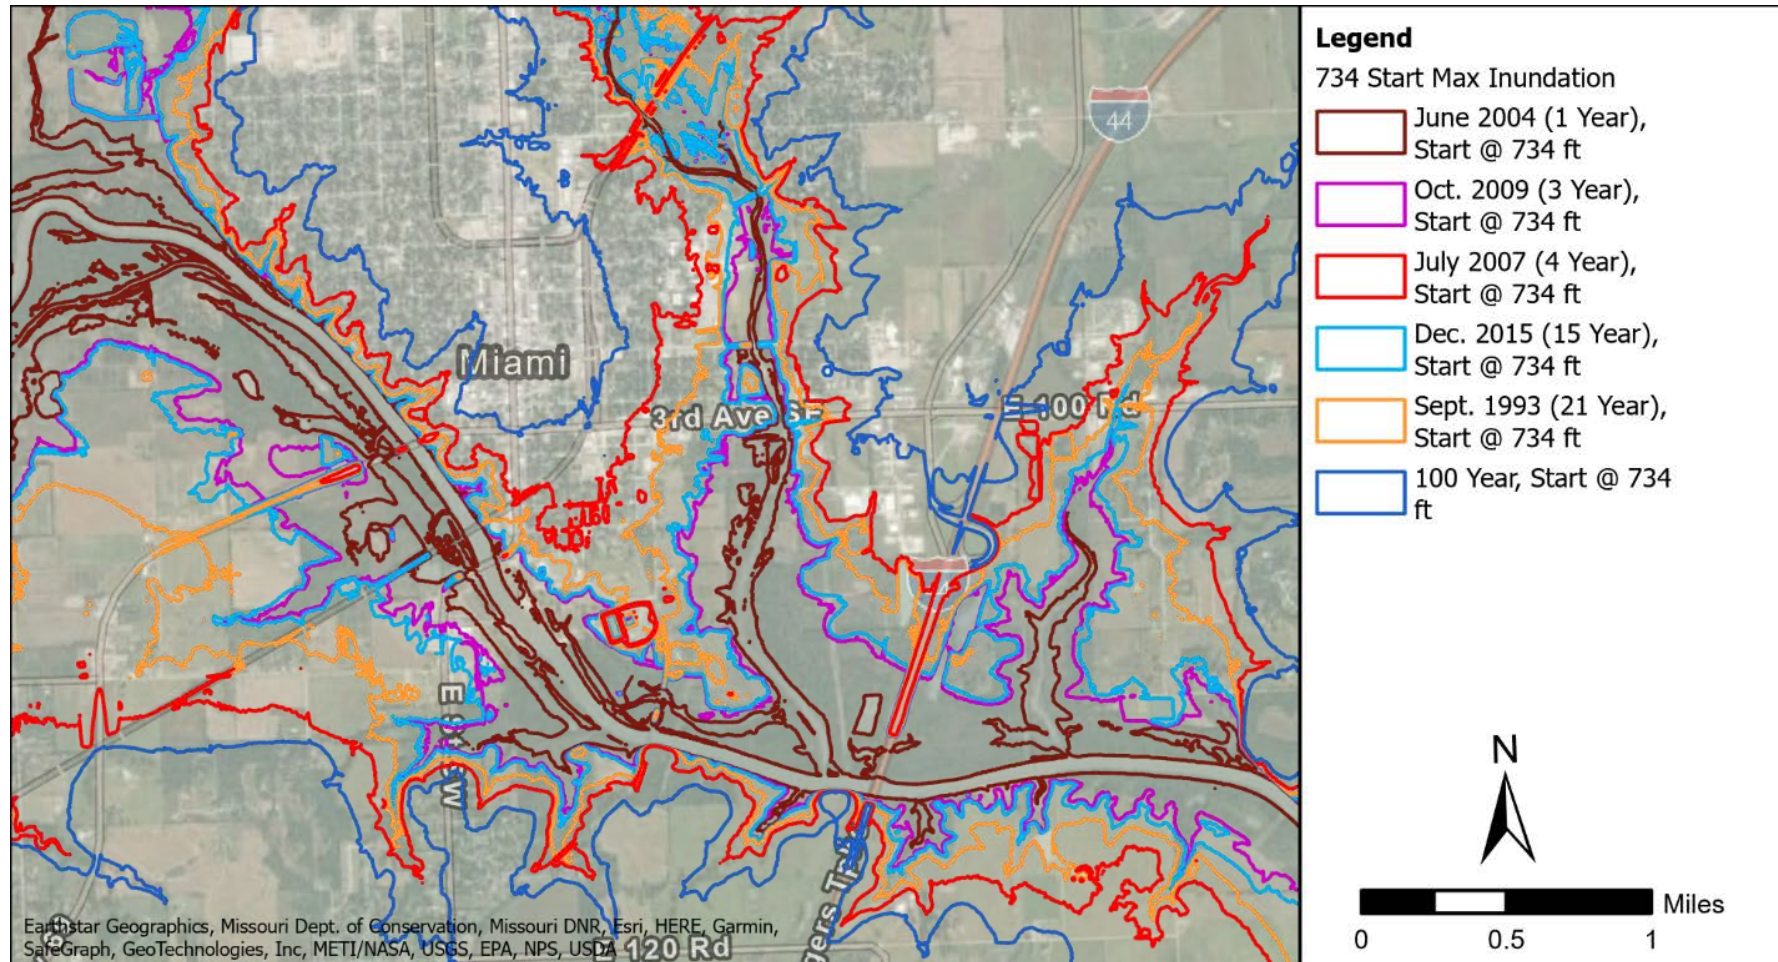 44
Miami
3rd Ave SE
E 100 Rd
44
E 120 Rd
Earthstar Geographics, Missouri Dept. of Conservation, Missouri DNR, Esri, HERE, Garmin,
SafeGraph, GeoTechnologies, Inc, METI/NASA, USGS, EPA, NPS, USDA
Legend
734 Start Max Inundation
June 2004 (1 Year),
Start @ 734 ft
Oct. 2009 (3 Year),
Start @ 734 ft
July 2007 (4 Year),
Start @ 734 ft
Dec. 2015 (15 Year),
Start @ 734 ft
Sept. 1993 (21 Year),
Start @ 734 ft
100 Year, Start @ 734
ft
N
Miles
0 0.5 1